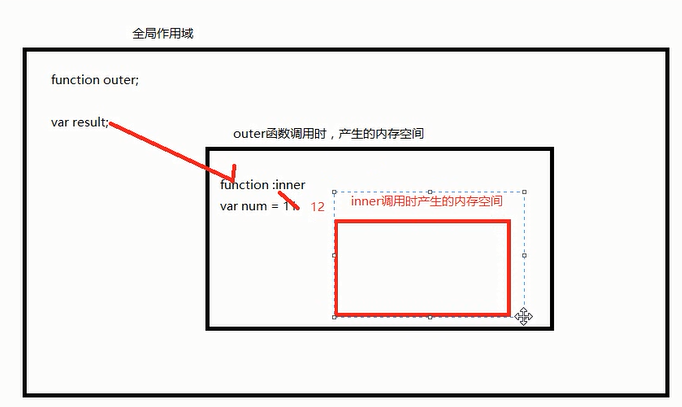 全局作用域
function outer;
var result;
outer函数调用时，产生的内存空间
function :inner
var num = 11 12
inner调用时产生的内存空间